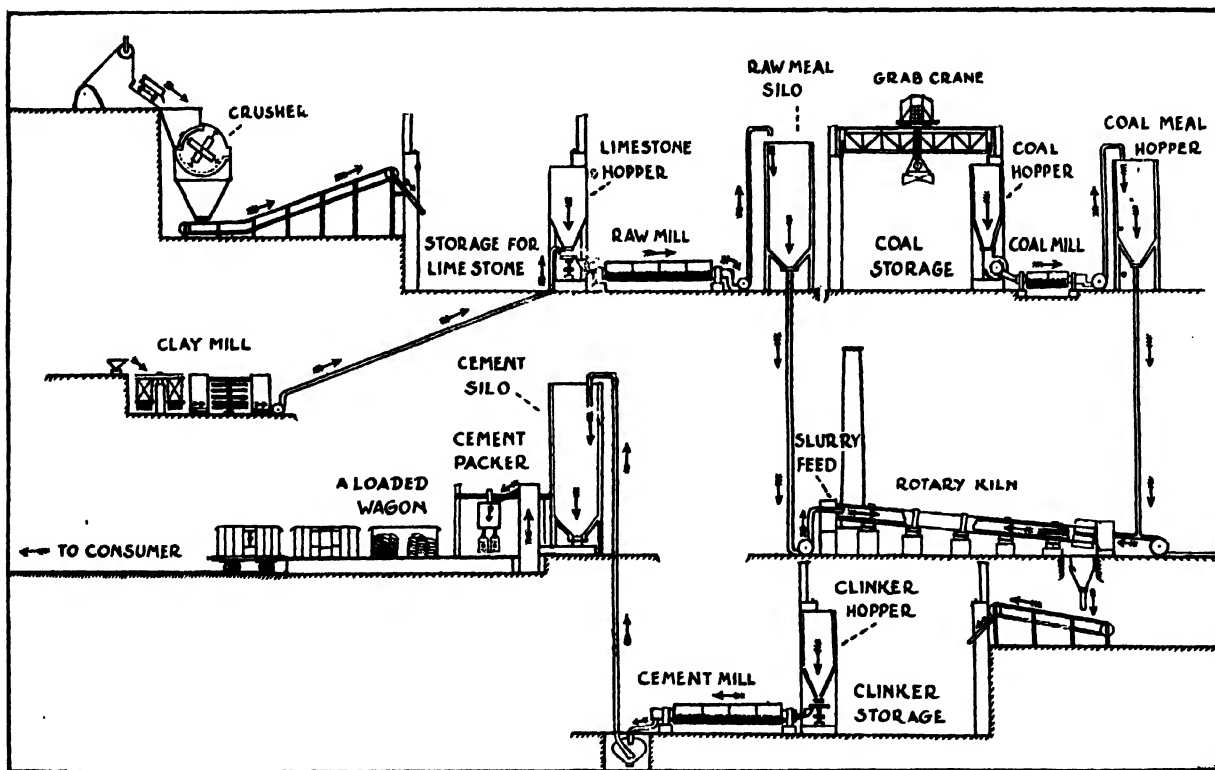 CRUSHER
RAW MEAL
SILO
GRAB CRANE
COAL MEAL
HOPPER
LIMESTONE
HOPPER
COAL
HOPPER
STORAGE FOR
LIME STONE
RAW MILL
COAL
STORAGE
COAL MILL
CLAY MILL
CEMENT
SILO
CEMENT
PACKER
A LOADED
WAGON
SLURRY
FEED
ROTARY KILN
TO CONSUMER
CLINKER
HOPPER
CEMENT MILL
CLINKER
STORAGE